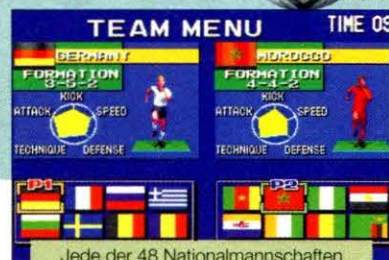 TEAM MENU TIME 0
GERMANY
FORMATION
3-5-2
KICK
ATTACK SPEED
TECHNIQUE DEFENSE
MOROCCO
FORMATION
4-4-2
KICK
ATTACK SPEED
TECHNIQUE DEFENSE
P1 P2
Jede der 48 Nationalmannschaften